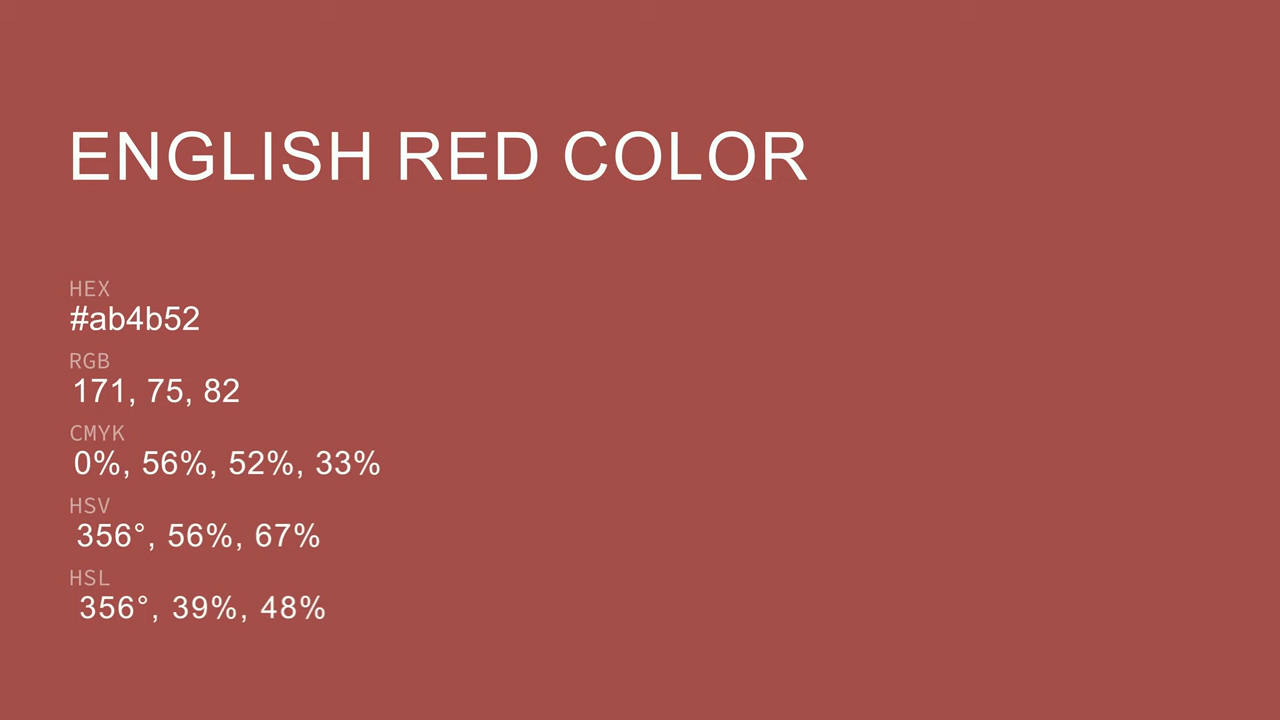 ENGLISH RED COLOR
HEX
#ab4b52
RGB
171, 75, 82
CMYK
0%, 56%, 52%, 33%
HSV
356°, 56%, 67%
HSL
356°, 39%, 48%